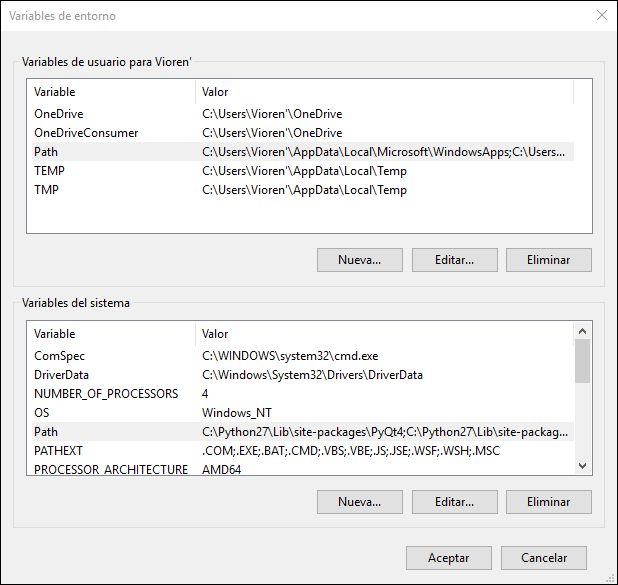 Variables de entorno
Variables de usuario para Vioren'
Variable Valor
OneDrive C:\Users\Vioren'\OneDrive
OneDriveConsumer C:\Users\Vioren'\OneDrive
Path C:\Users\Vioren'\AppData\Local\Microsoft\WindowsApps;C:\Users...
TEMP C:\Users\Vioren'\AppData\Local\Temp
TMP C:\Users\Vioren'\AppData\Local\Temp
Nueva... Editar... Eliminar
Variables del sistema
Variable Valor
ComSpec C:\WINDOWS\system32\cmd.exe
DriverData C:\Windows\System32\Drivers\DriverData
NUMBER_OF_PROCESSORS 4
OS Windows_NT
Path C:\Python27\Lib\site-packages\PyQt4;C:\Python27\Lib\site-packag...
PATHEXT .COM;.EXE;.BAT;.CMD;.VBS;.VBE;.JS;.JSE;.WSF;.WSH;.MSC
PROCESSOR_ARCHITECTURE AMD64
Nueva... Editar... Eliminar
Aceptar Cancelar